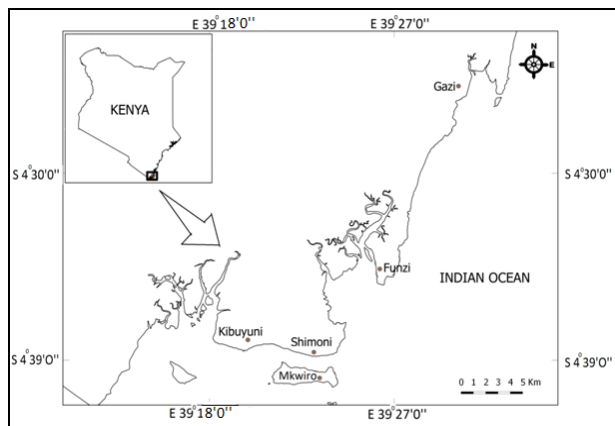 E 39°18'0''
E 39°27'0''
N
E
Gazi
KENYA
S 4°30'0''
S 4°30'0''
Funzi
INDIAN OCEAN
Kibuyuni
Shimoni
S 4°39'0''
S 4°39'0''
Mkwiro
0 1 2 3 4 5 Km
E 39°18'0''
E 39°27'0''